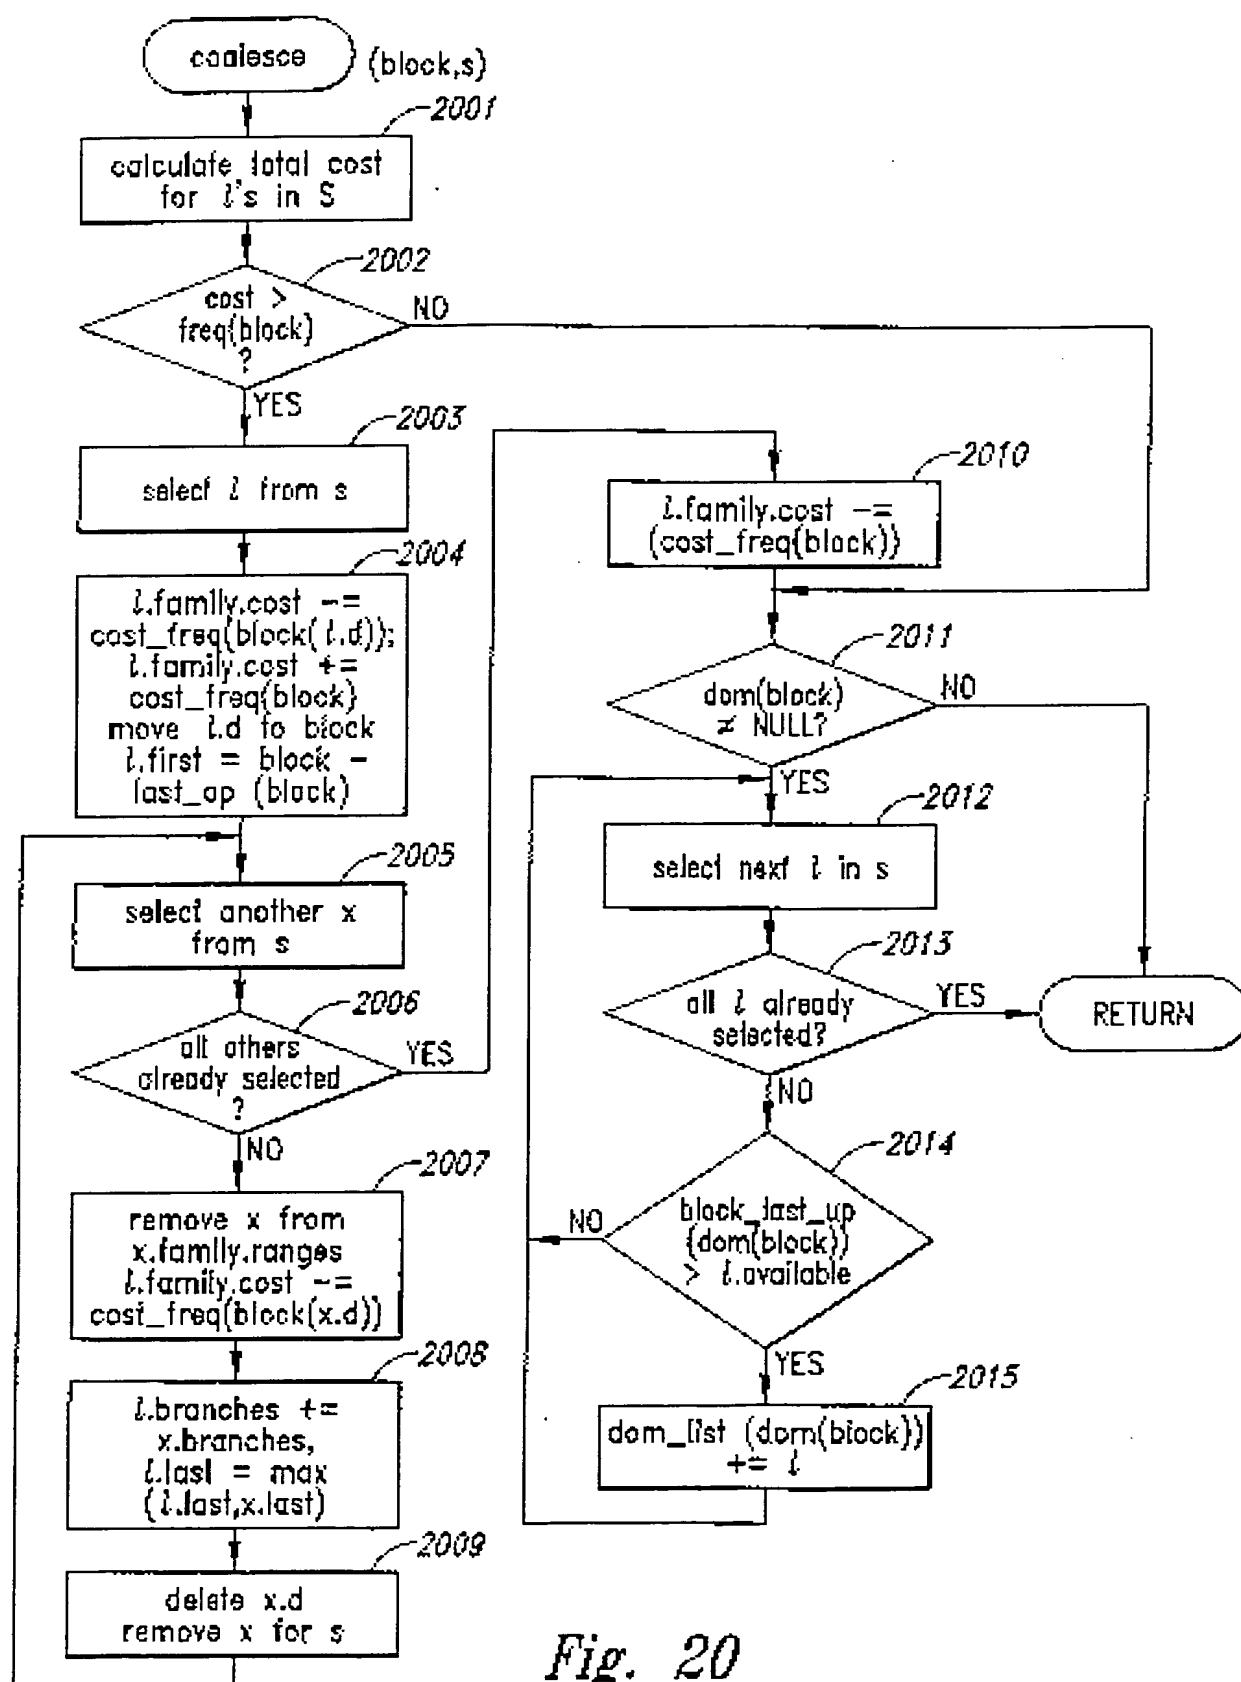 coalesce
(block,s)
2001
calculate total cost
for l's in S
2002
cost >
freq(block)
?
NO
YES
2003
select l from s
2004
l.family.cost -=
cost_freq(block(l.d));
l.family.cost +=
cost_freq(block)
move l.d to block
l.first = block -
last_op (block)
2005
select another x
from s
2006
all others
already selected
?
YES
NO
2007
remove x from
x.family.ranges
l.family.cost -=
cost_freq(block(x.d))
2008
l.branches +=
x.branches,
l.last = max
(l.last,x.last)
2009
delete x.d
remove x for s
2010
l.family.cost -=
(cost_freq(block))
2011
dom(block)
≠ NULL?
NO
YES
2012
select next l in s
2013
all l already
selected?
YES
RETURN
NO
2014
block_last_up
(dom(block))
> l.available
NO
YES
2015
dom_list (dom(block))
+= l
Fig. 20